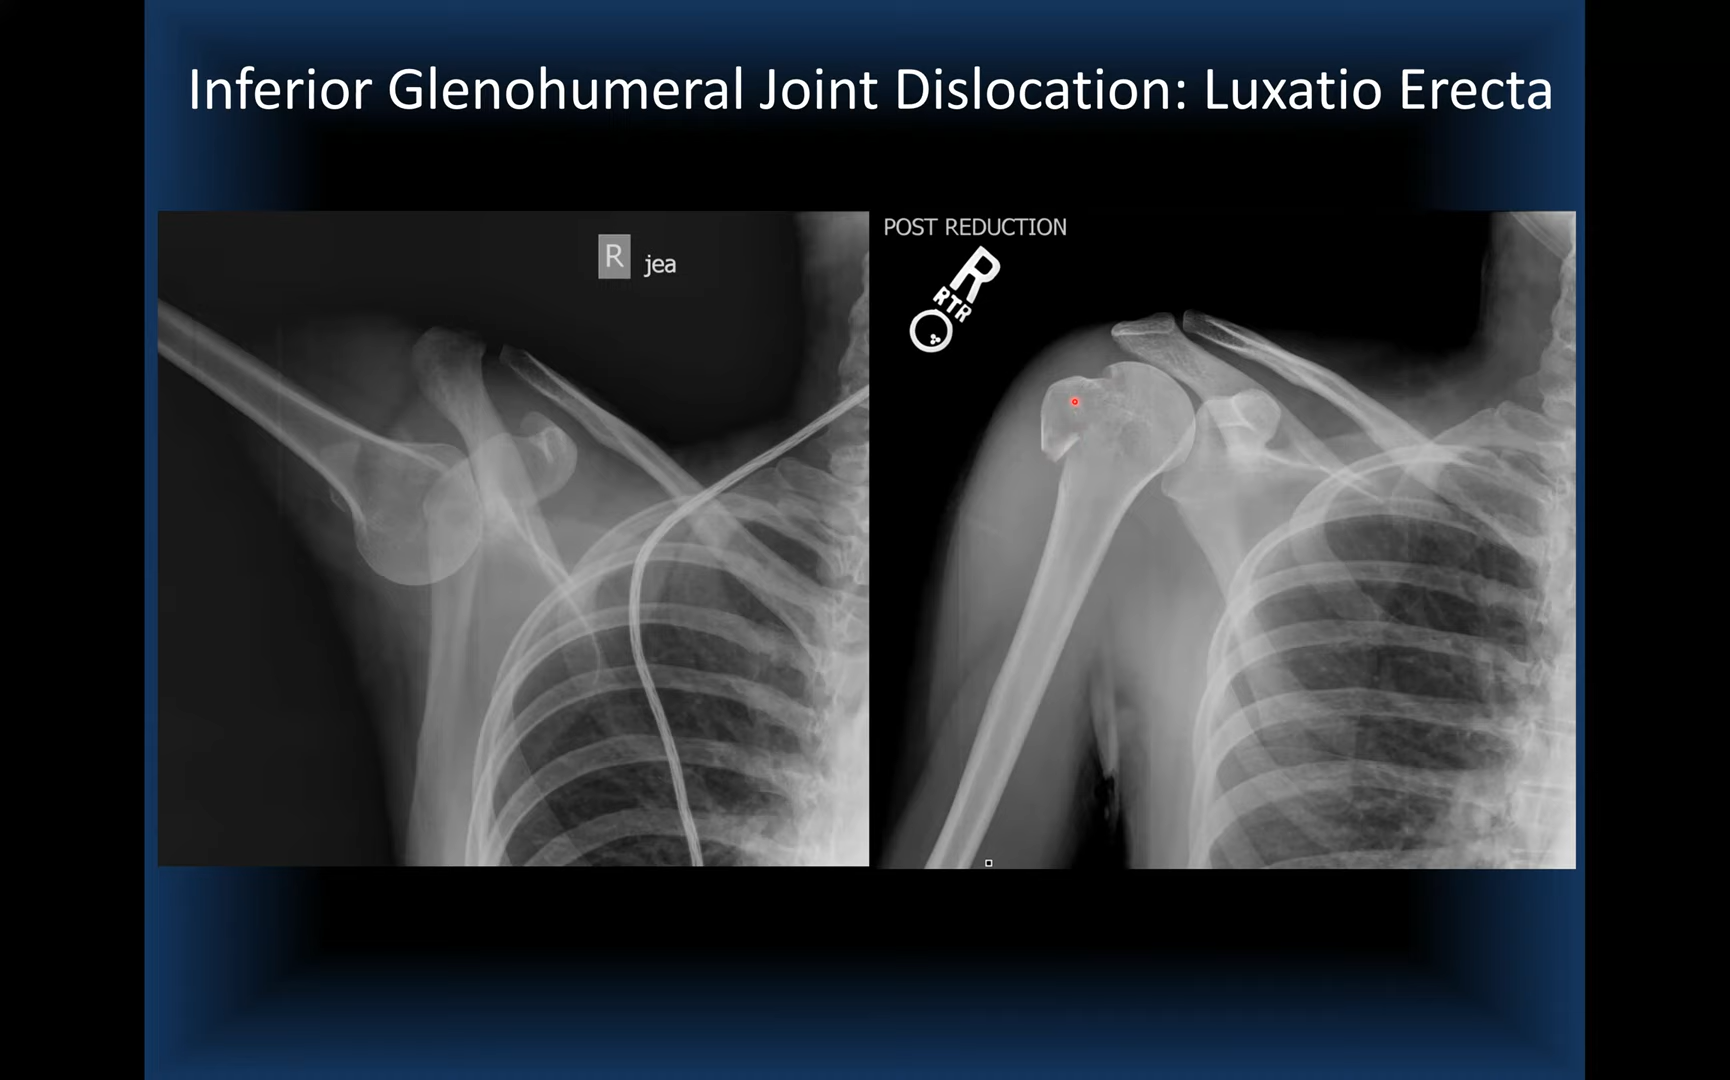 Inferior Glenohumeral Joint Dislocation: Luxatio Erecta
R jea
POST REDUCTION
R
RTR